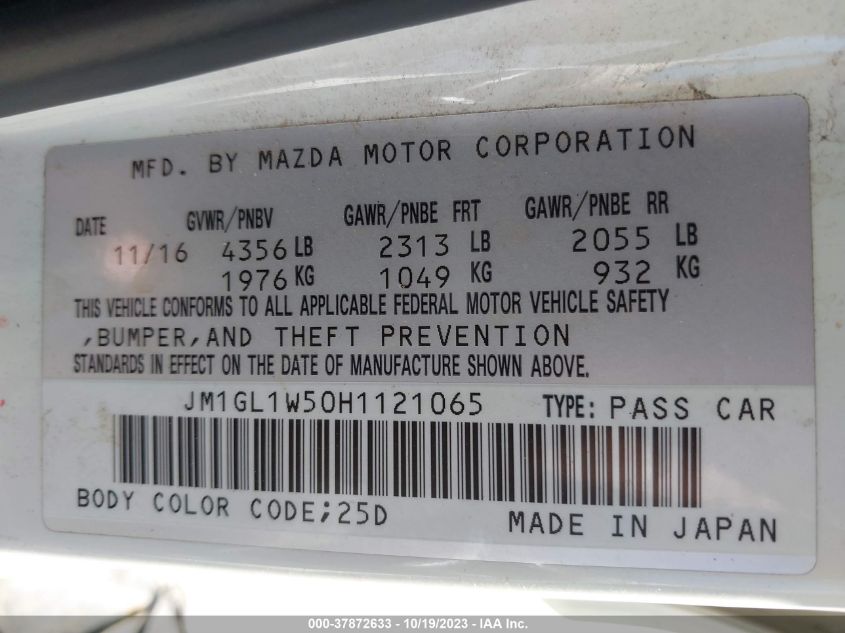 MFD. BY MAZDA MOTOR CORPORATION
DATE GVWR/PNBV GAWR/PNBE FRT GAWR/PNBE RR
11/16 4356 LB 2313 LB 2055 LB
1976 KG 1049 KG 932 KG
THIS VEHICLE CONFORMS TO ALL APPLICABLE FEDERAL MOTOR VEHICLE SAFETY
,BUMPER,AND THEFT PREVENTION
STANDARDS IN EFFECT ON THE DATE OF MANUFACTURE SHOWN ABOVE.
JM1GL1W50H1121065 TYPE: PASS CAR
BODY COLOR CODE;25D
MADE IN JAPAN
000-37872633 - 10/19/2023 - IAA Inc.